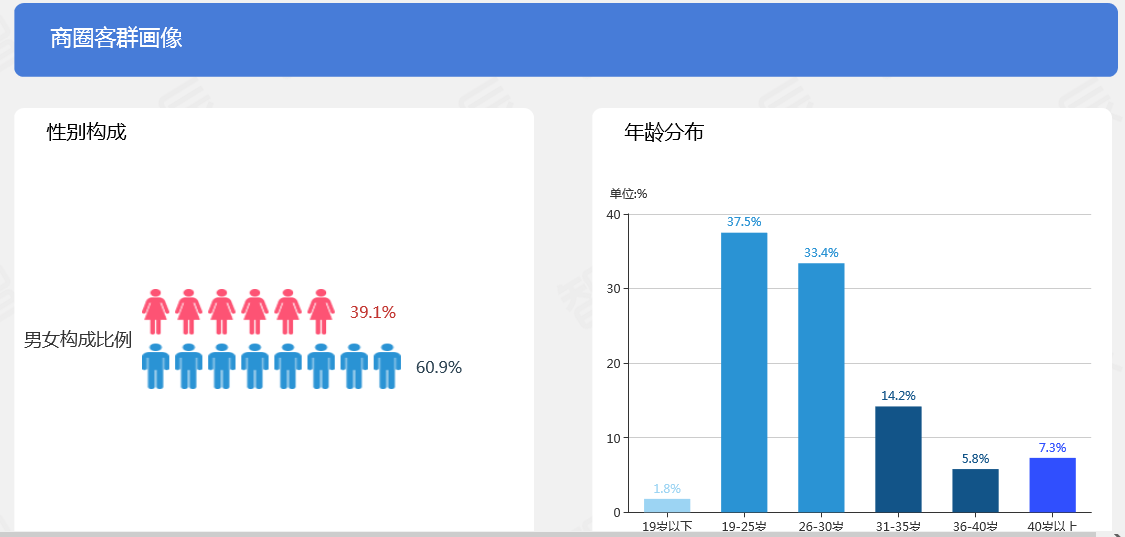 商圈客群画像
性别构成
男女构成比例
39.1%
60.9%
年龄分布
单位:%
40
30
20
10
0
1.8%
37.5%
33.4%
14.2%
5.8%
7.3%
19岁以下
19-25岁
26-30岁
31-35岁
36-40岁
40岁以上